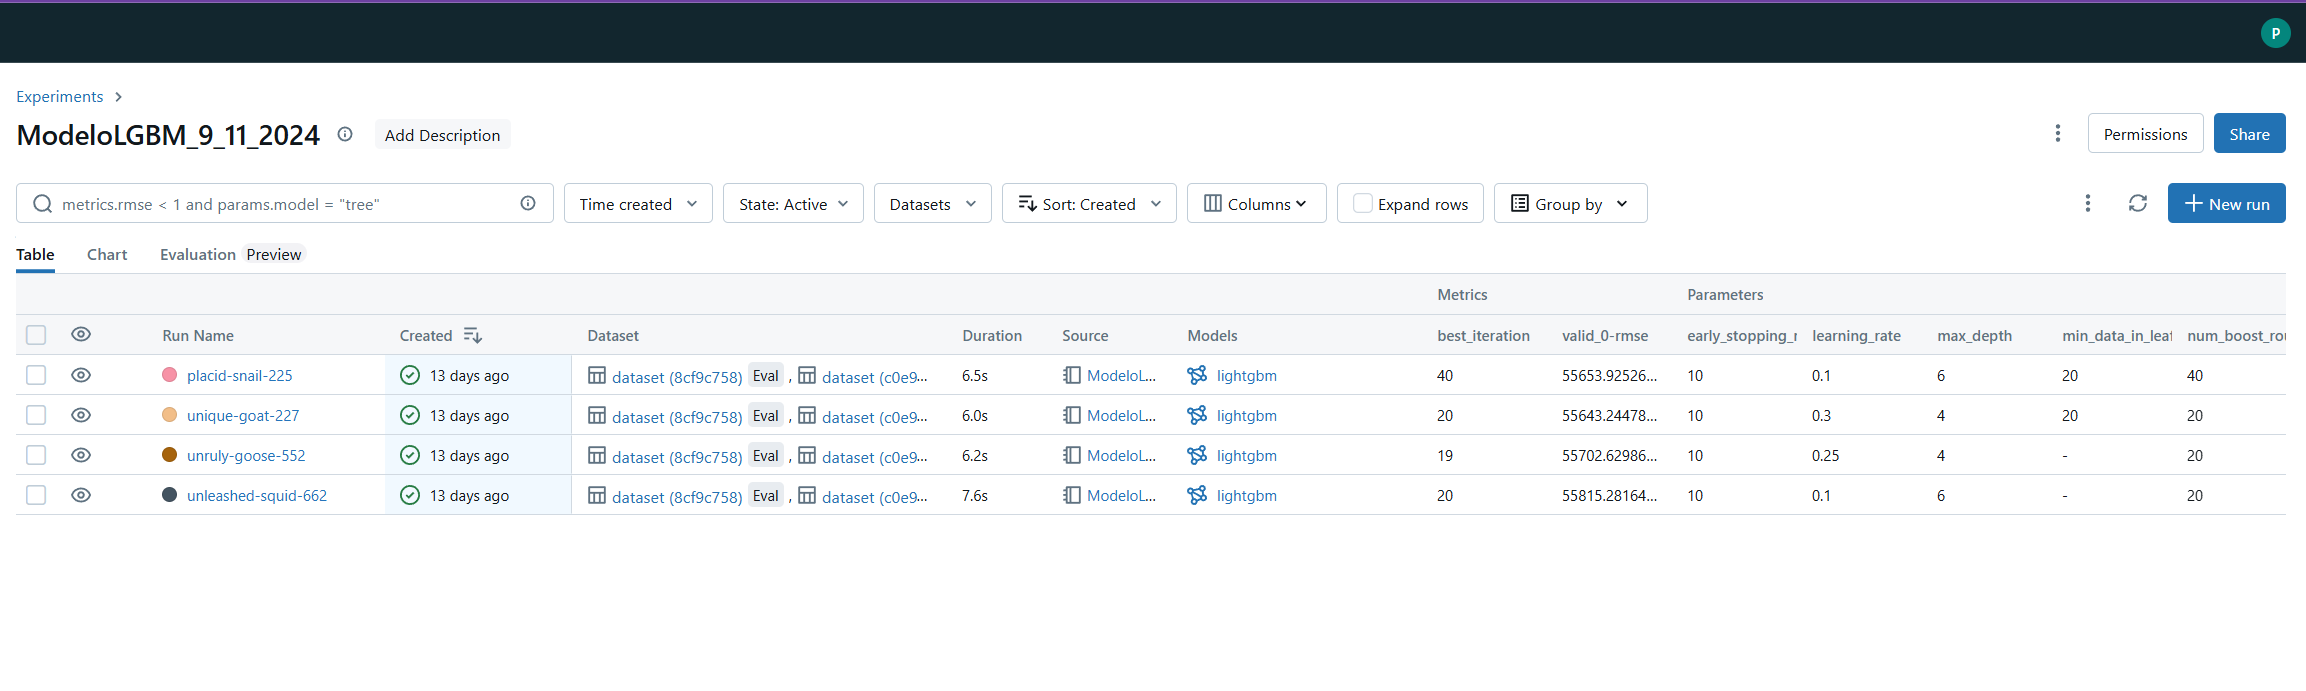 P
Experiments
ModeloLGBM_9_11_2024 Add Description Permissions Share
metrics.rmse < 1 and params.model = "tree" Time created State: Active Datasets Sort: Created Columns Expand rows Group by New run
Table Chart Evaluation Preview
Metrics Parameters
Run Name Created Dataset Duration Source Models best_iteration valid_0-rmse early_stopping_r learning_rate max_depth min_data_in_leaf num_boost_rou
placid-snail-225 13 days ago dataset (8cf9c758) Eval , dataset (c0e9... 6.5s ModeloL... lightgbm 40 55653.92526... 10 0.1 6 20 40
unique-goat-227 13 days ago dataset (8cf9c758) Eval , dataset (c0e9... 6.0s ModeloL... lightgbm 20 55643.24478... 10 0.3 4 20 20
unruly-goose-552 13 days ago dataset (8cf9c758) Eval , dataset (c0e9... 6.2s ModeloL... lightgbm 19 55702.62986... 10 0.25 4 - 20
unleashed-squid-662 13 days ago dataset (8cf9c758) Eval , dataset (c0e9... 7.6s ModeloL... lightgbm 20 55815.28164... 10 0.1 6 - 20